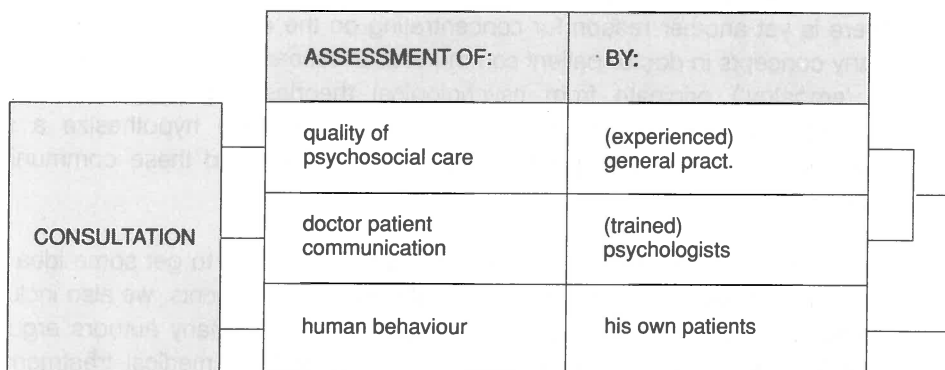 ASSESSMENT OF: BY:
quality of (experienced)
psychosocial care general pract.
CONSULTATION
doctor patient (trained)
communication psychologists
human behaviour his own patients